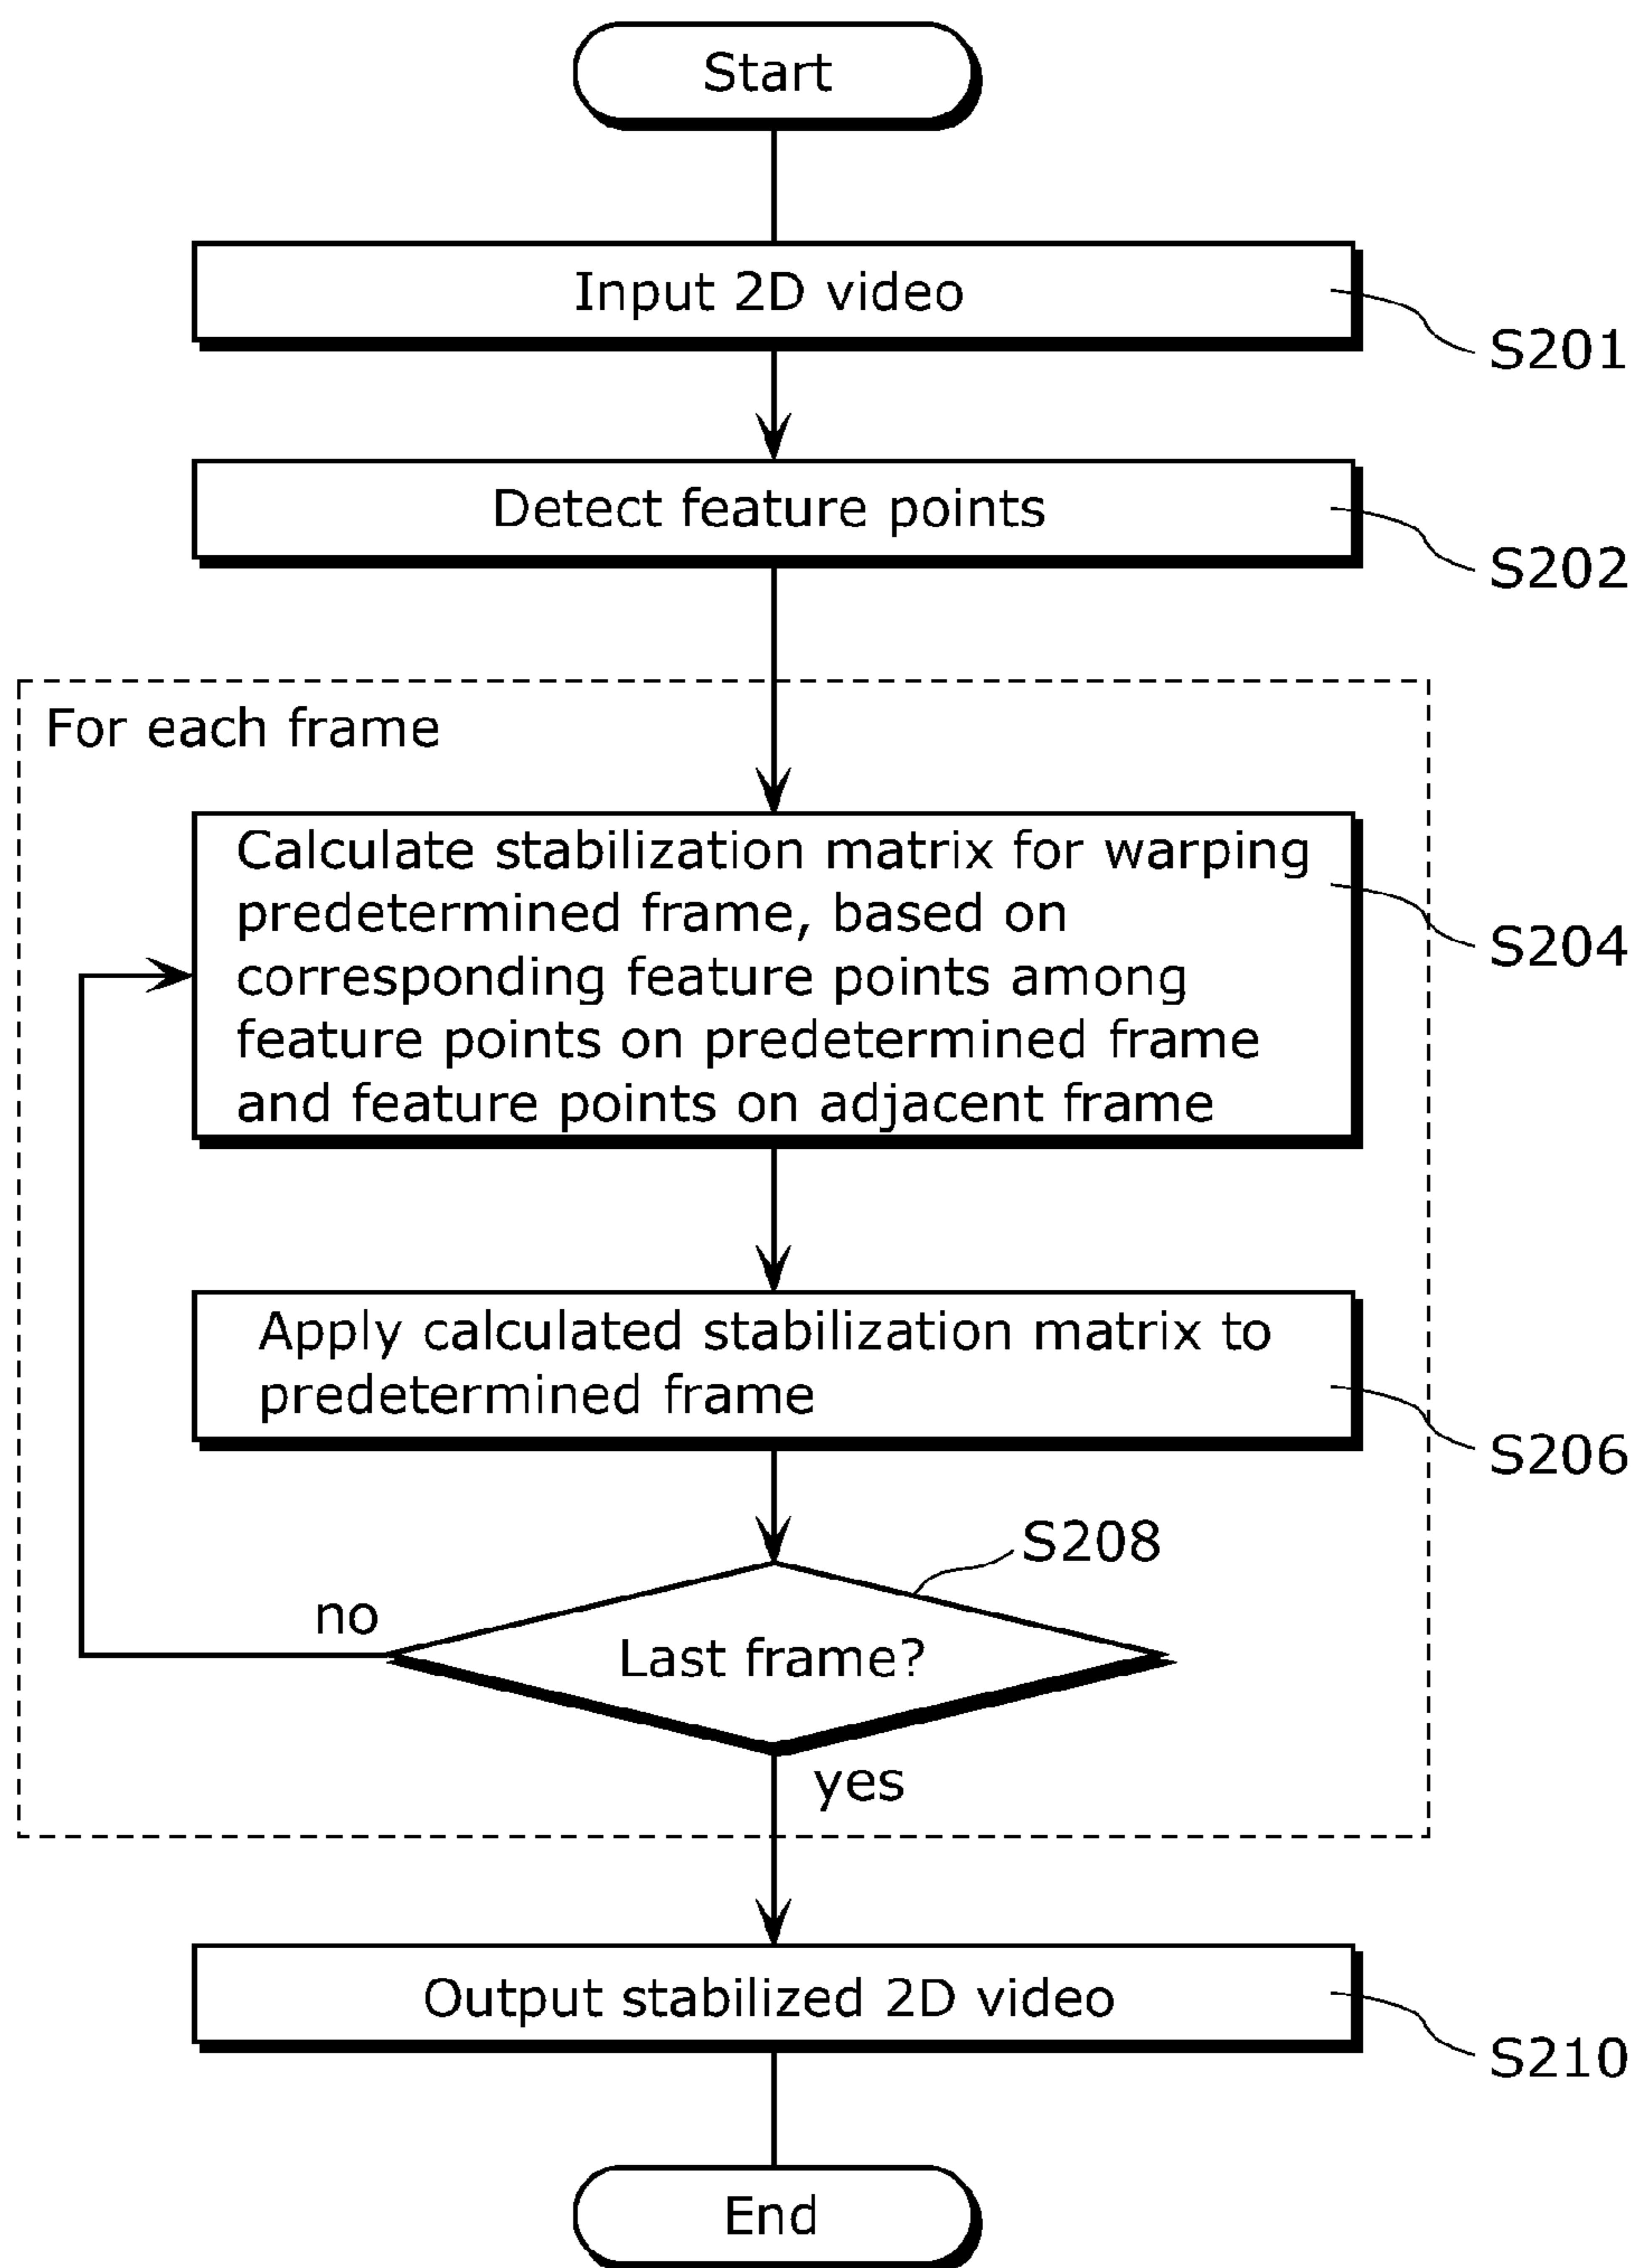 Start
Input 2D video
S201
Detect feature points
S202
For each frame
Calculate stabilization matrix for warping
predetermined frame, based on
corresponding feature points among
feature points on predetermined frame
and feature points on adjacent frame
S204
Apply calculated stabilization matrix to
predetermined frame
S206
S208
no
Last frame?
yes
Output stabilized 2D video
S210
End